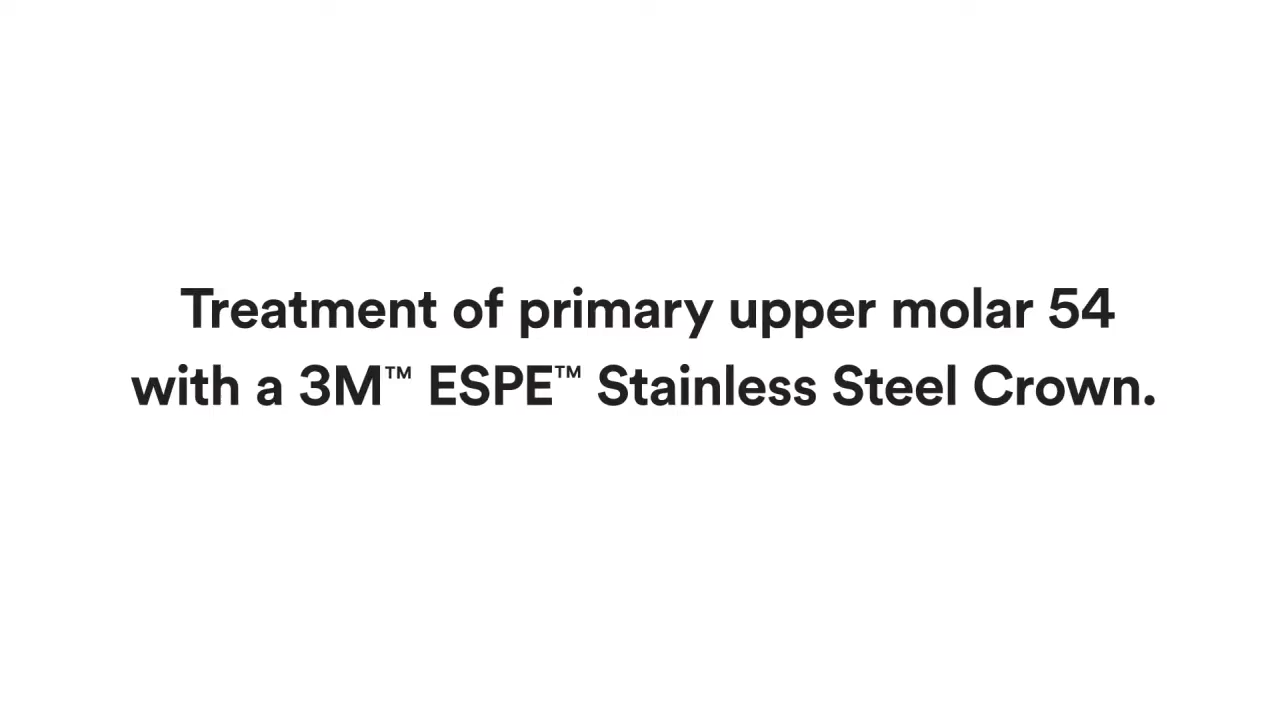 Treatment of primary upper molar 54
with a 3M™ ESPE™ Stainless Steel Crown.